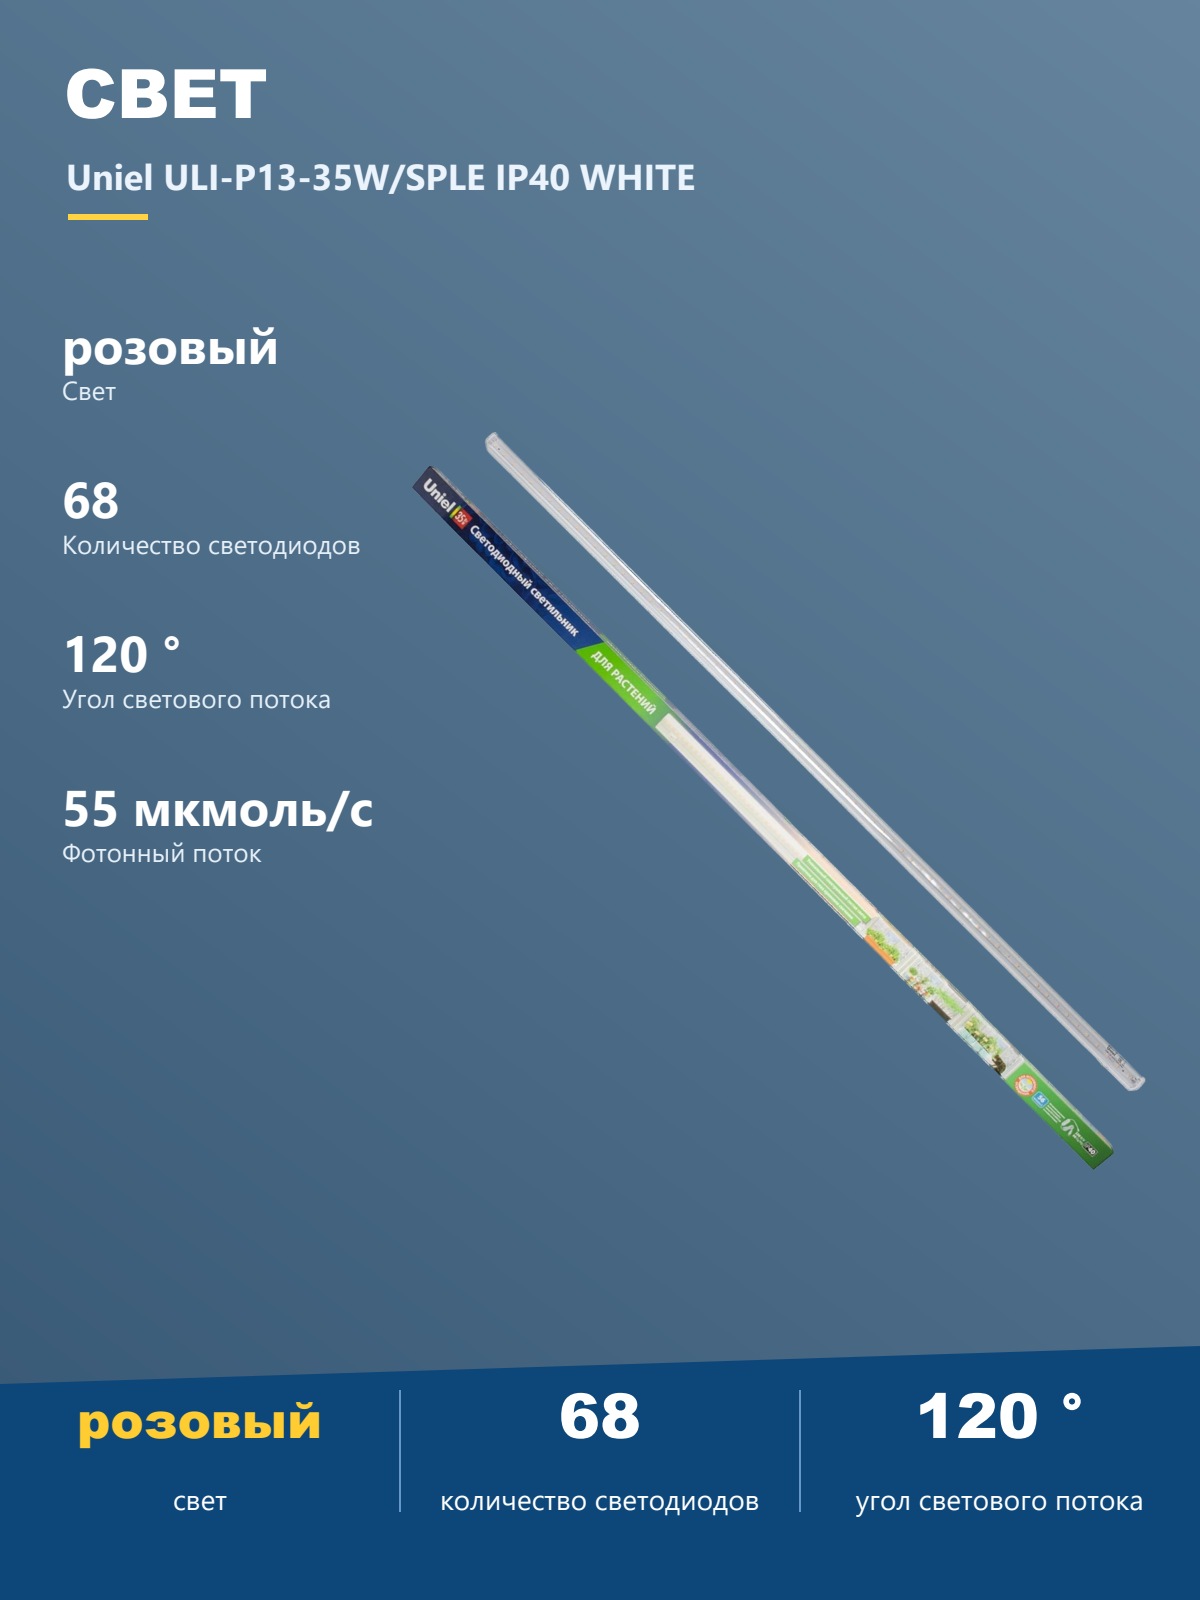 СВЕТ
Uniel ULI-P13-35W/SPLE IP40 WHITE
розовый
Свет
68
Количество светодиодов
120 °
Угол светового потока
55 мкмоль/с
Фотонный поток
Uniel
Светодиодный светильник
ДЛЯ РАСТЕНИЙ
розовый
свет
68
количество светодиодов
120 °
угол светового потока